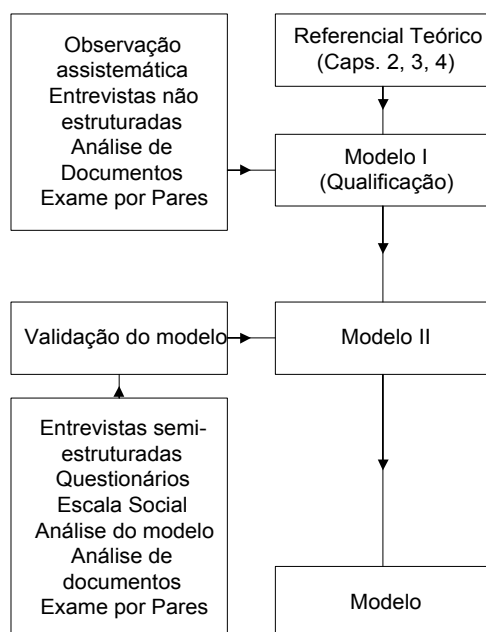 Observação
assistemática
Entrevistas não
estruturadas
Análise de
Documentos
Exame por Pares
Referencial Teórico
(Caps. 2, 3, 4)
Modelo I
(Qualificação)
Validação do modelo
Modelo II
Entrevistas semi-
estruturadas
Questionários
Escala Social
Análise do modelo
Análise de
documentos
Exame por Pares
Modelo